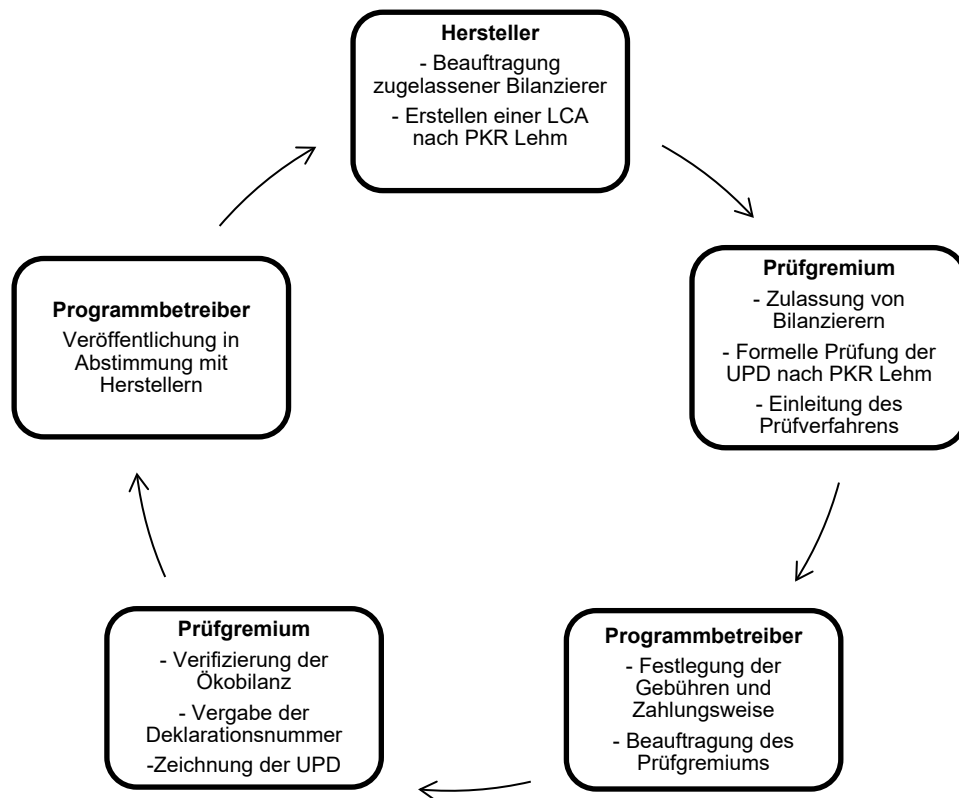 Hersteller
- Beauftragung
zugelassener Bilanzierer
- Erstellen einer LCA
nach PKR Lehm
Prüfgremium
- Zulassung von
Bilanzierern
- Formelle Prüfung der
UPD nach PKR Lehm
- Einleitung des
Prüfverfahrens
Programmbetreiber
- Festlegung der
Gebühren und
Zahlungsweise
- Beauftragung des
Prüfgremiums
Prüfgremium
- Verifizierung der
Ökobilanz
- Vergabe der
Deklarationsnummer
-Zeichnung der UPD
Programmbetreiber
Veröffentlichung in
Abstimmung mit
Herstellern